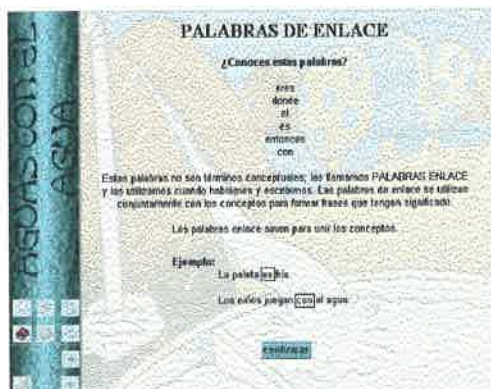 PALABRAS DE ENLACE
¿Conoces estas palabras?
eres
donde
el
es
entonces
con
Estas palabras no son términos conceptuales; las llamamos PALABRAS ENLACE
y las utilizamos cuando hablamos y escribimos. Las palabras de enlace se utilizan
conjuntamente con los conceptos para formar frases que tengan significado.
Las palabras enlace sirven para unir los conceptos.
Ejemplo:
La paleta es fría.
Los niños juegan con el agua
continuar
AGUA